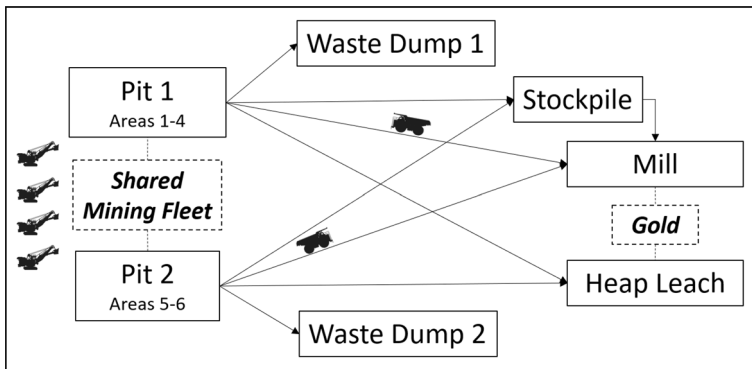 Waste Dump 1
Pit 1
Areas 1-4
Stockpile
Shared
Mining Fleet
Mill
Gold
Pit 2
Areas 5-6
Heap Leach
Waste Dump 2